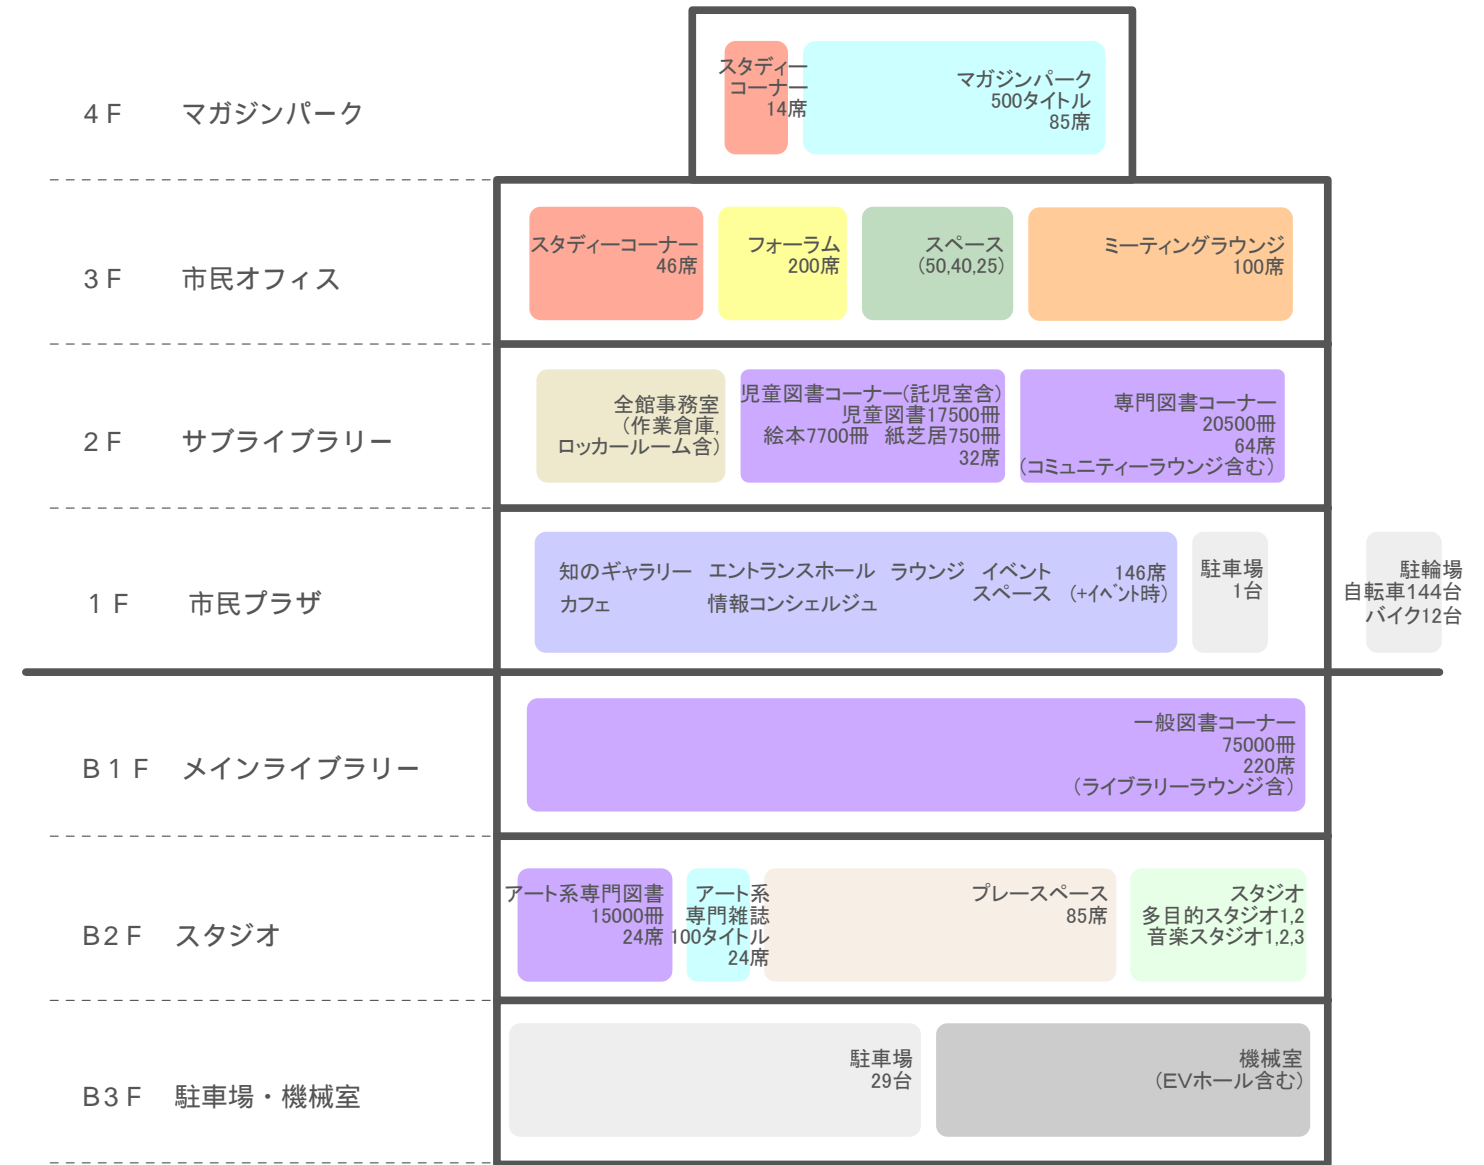 4F マガジンパーク
スタディー
コーナー
14席
マガジンパーク
500タイトル
85席
3F 市民オフィス
スタディーコーナー
46席
フォーラム
200席
スペース
(50,40,25)
ミーティングラウンジ
100席
2F サブライブラリー
全館事務室
(作業倉庫,
ロッカールーム含)
児童図書コーナー(託児室含)
児童図書17500冊
絵本7700冊 紙芝居750冊
32席
専門図書コーナー
20500冊
64席
(コミュニティーラウンジ含む)
1F 市民プラザ
知のギャラリー エントランスホール ラウンジ イベント 146席
カフェ 情報コンシェルジュ スペース (+イベント時)
駐車場
1台
駐輪場
自転車144台
バイク12台
B1F メインライブラリー
一般図書コーナー
75000冊
220席
(ライブラリーラウンジ含)
B2F スタジオ
アート系専門図書
15000冊
24席
アート系
専門雑誌
100タイトル
24席
プレースペース
85席
スタジオ
多目的スタジオ1,2
音楽スタジオ1,2,3
B3F 駐車場・機械室
駐車場
29台
機械室
(EVホール含む)